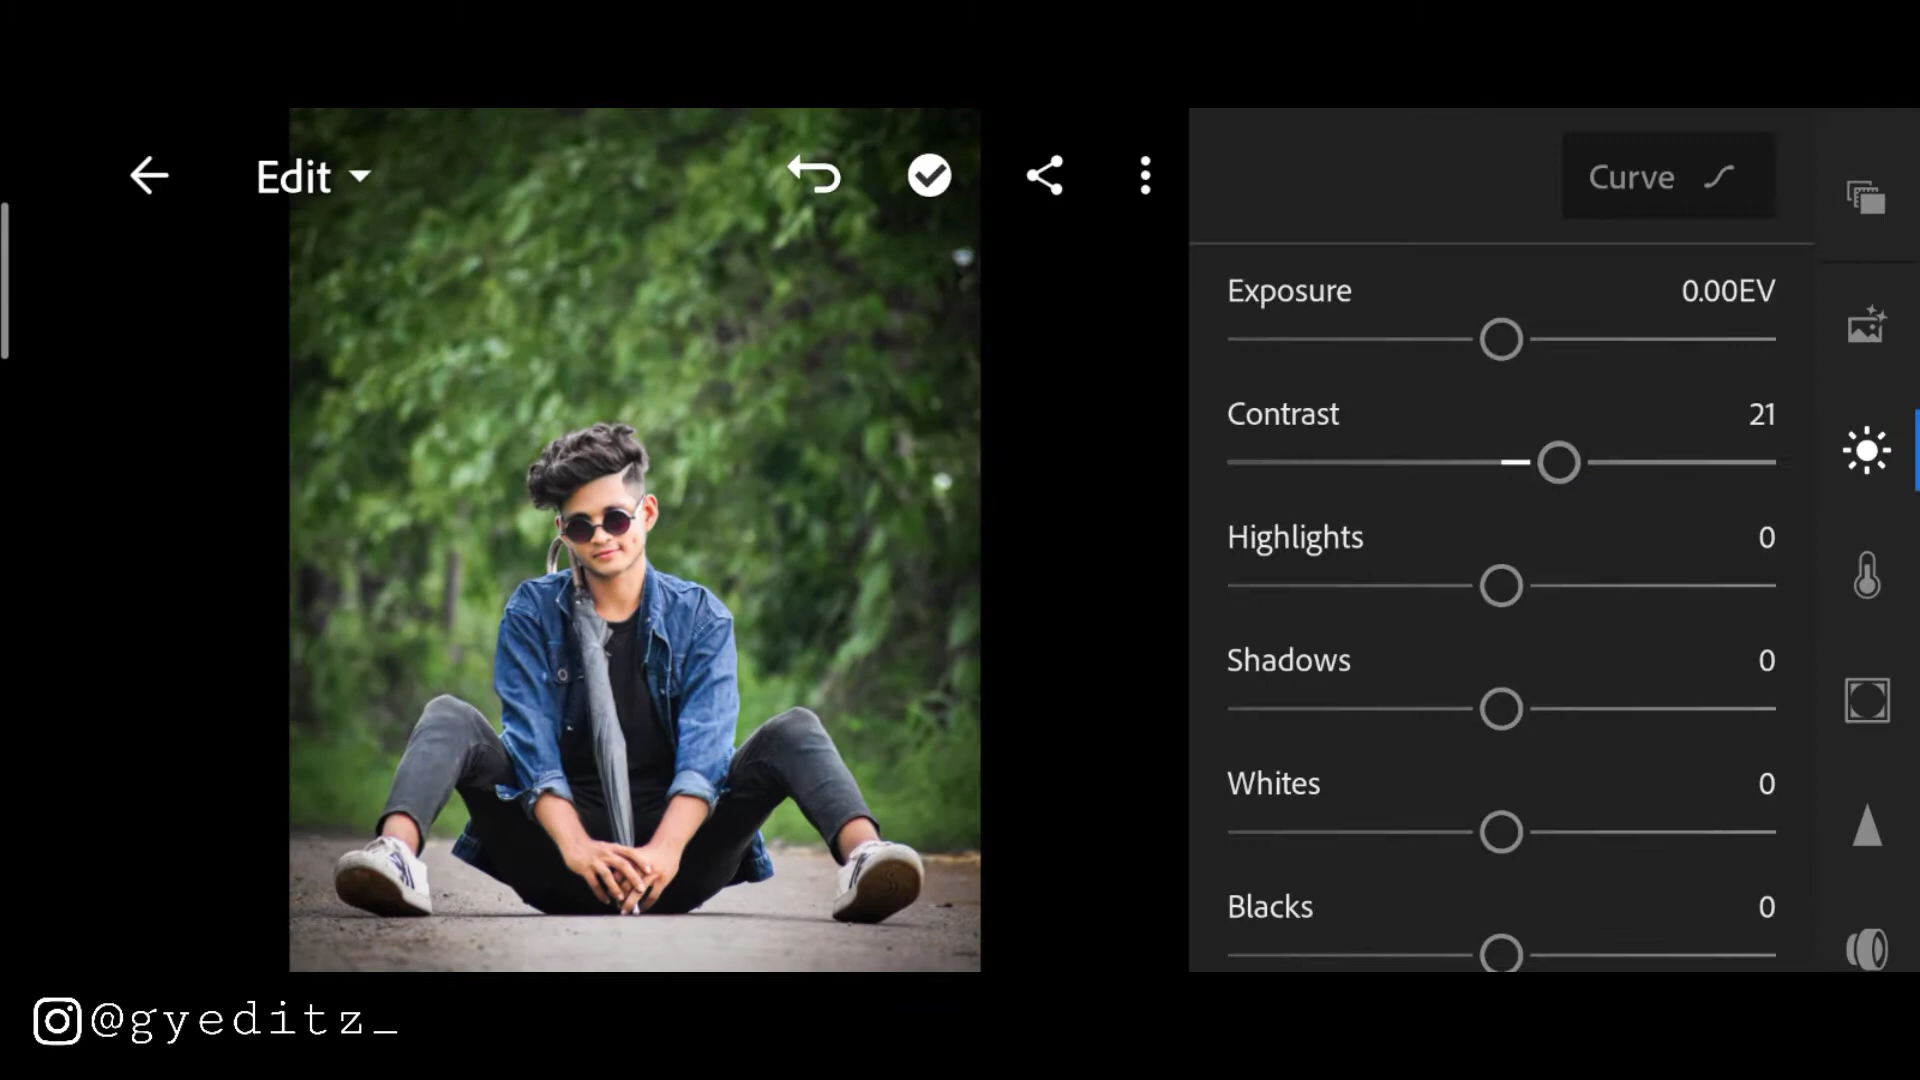 Edit
Curve
Exposure 0.00EV
Contrast 21
Highlights 0
Shadows 0
Whites 0
Blacks 0
@gyeditz_